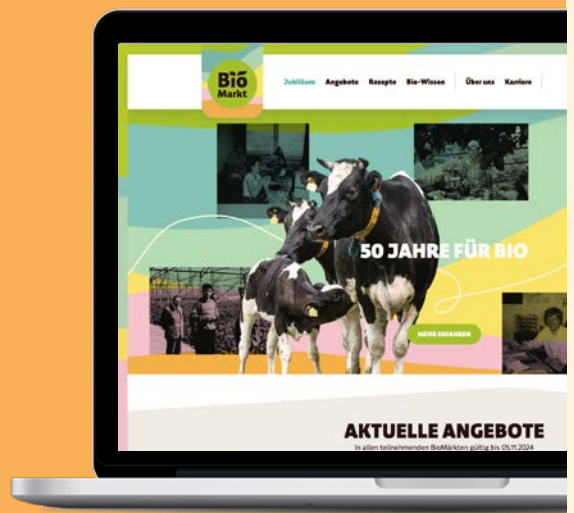 Bio
Markt
Jubiläum Angebote Rezepte Bio-Wissen Über uns Karriere
50 JAHRE FÜR BIO
MEHR ERFAHREN
AKTUELLE ANGEBOTE
In allen teilnehmenden BioMärkten gültig bis 05.11.2024